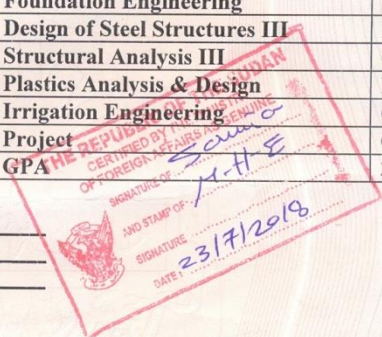 Foundation Engineering
Design of Steel Structures III
Structural Analysis III
Plastics Analysis & Design
Irrigation Engineering
Project
GPA
THE REPUBLIC OF SUDAN
CERTIFIED BY THE MINISTRY
OF FOREIGN AFFAIRS AS GENUINE
SIGNATURE OF
AND STAMP OF M-H-E
SIGNATURE
DATE: 23/7/2018